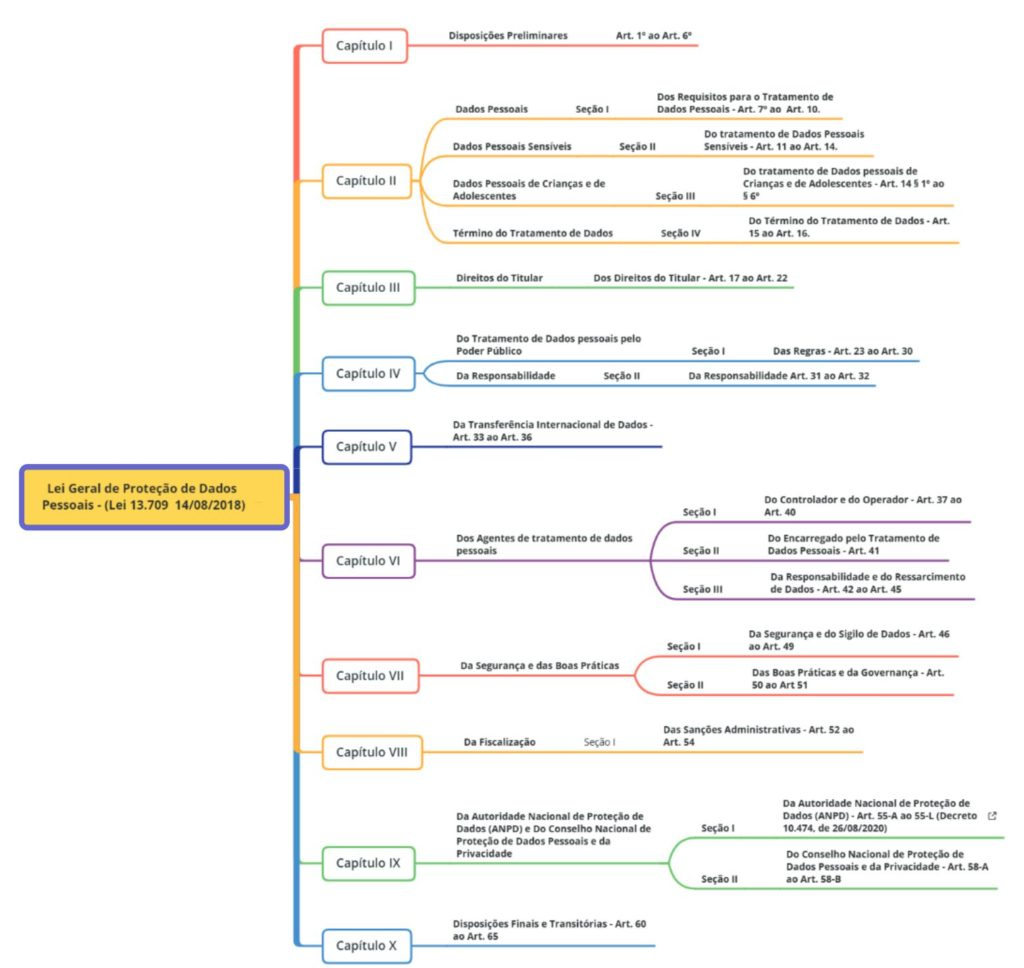 Capítulo I
Disposições Preliminares
Art. 1º ao Art. 6º
Capítulo II
Dados Pessoais
Seção I
Dos Requisitos para o Tratamento de
Dados Pessoais - Art. 7º ao Art. 10.
Dados Pessoais Sensíveis
Seção II
Do tratamento de Dados Pessoais
Sensíveis - Art. 11 ao Art. 14.
Dados Pessoais de Crianças e de
Adolescentes
Seção III
Do tratamento de Dados pessoais de
Crianças e de Adolescentes - Art. 14 § 1º ao
§ 6º
Término do Tratamento de Dados
Seção IV
Do Término do Tratamento de Dados - Art.
15 ao Art. 16.
Capítulo III
Direitos do Titular
Dos Direitos do Titular - Art. 17 ao Art. 22
Capítulo IV
Do Tratamento de Dados pessoais pelo
Poder Público
Seção I
Das Regras - Art. 23 ao Art. 30
Da Responsabilidade
Seção II
Da Responsabilidade Art. 31 ao Art. 32
Capítulo V
Da Transferência Internacional de Dados -
Art. 33 ao Art. 36
Lei Geral de Proteção de Dados
Pessoais - (Lei 13.709 14/08/2018)
Capítulo VI
Dos Agentes de tratamento de dados
pessoais
Seção I
Do Controlador e do Operador - Art. 37 ao
Art. 40
Seção II
Do Encarregado pelo Tratamento de
Dados Pessoais - Art. 41
Seção III
Da Responsabilidade e do Ressarcimento
de Dados - Art. 42 ao Art. 45
Capítulo VII
Da Segurança e das Boas Práticas
Seção I
Da Segurança e do Sigilo de Dados - Art. 46
ao Art. 49
Seção II
Das Boas Práticas e da Governança - Art.
50 ao Art 51
Capítulo VIII
Da Fiscalização
Seção I
Das Sanções Administrativas - Art. 52 ao
Art. 54
Capítulo IX
Da Autoridade Nacional de Proteção de
Dados (ANPD) e Do Conselho Nacional de
Proteção de Dados Pessoais e da
Privacidade
Seção I
Da Autoridade Nacional de Proteção de
Dados (ANPD) - Art. 55-A ao 55-L (Decreto
10.474, de 26/08/2020)
Seção II
Do Conselho Nacional de Proteção de
Dados Pessoais e da Privacidade - Art. 58-A
ao Art. 58-B
Capítulo X
Disposições Finais e Transitórias - Art. 60
ao Art. 65